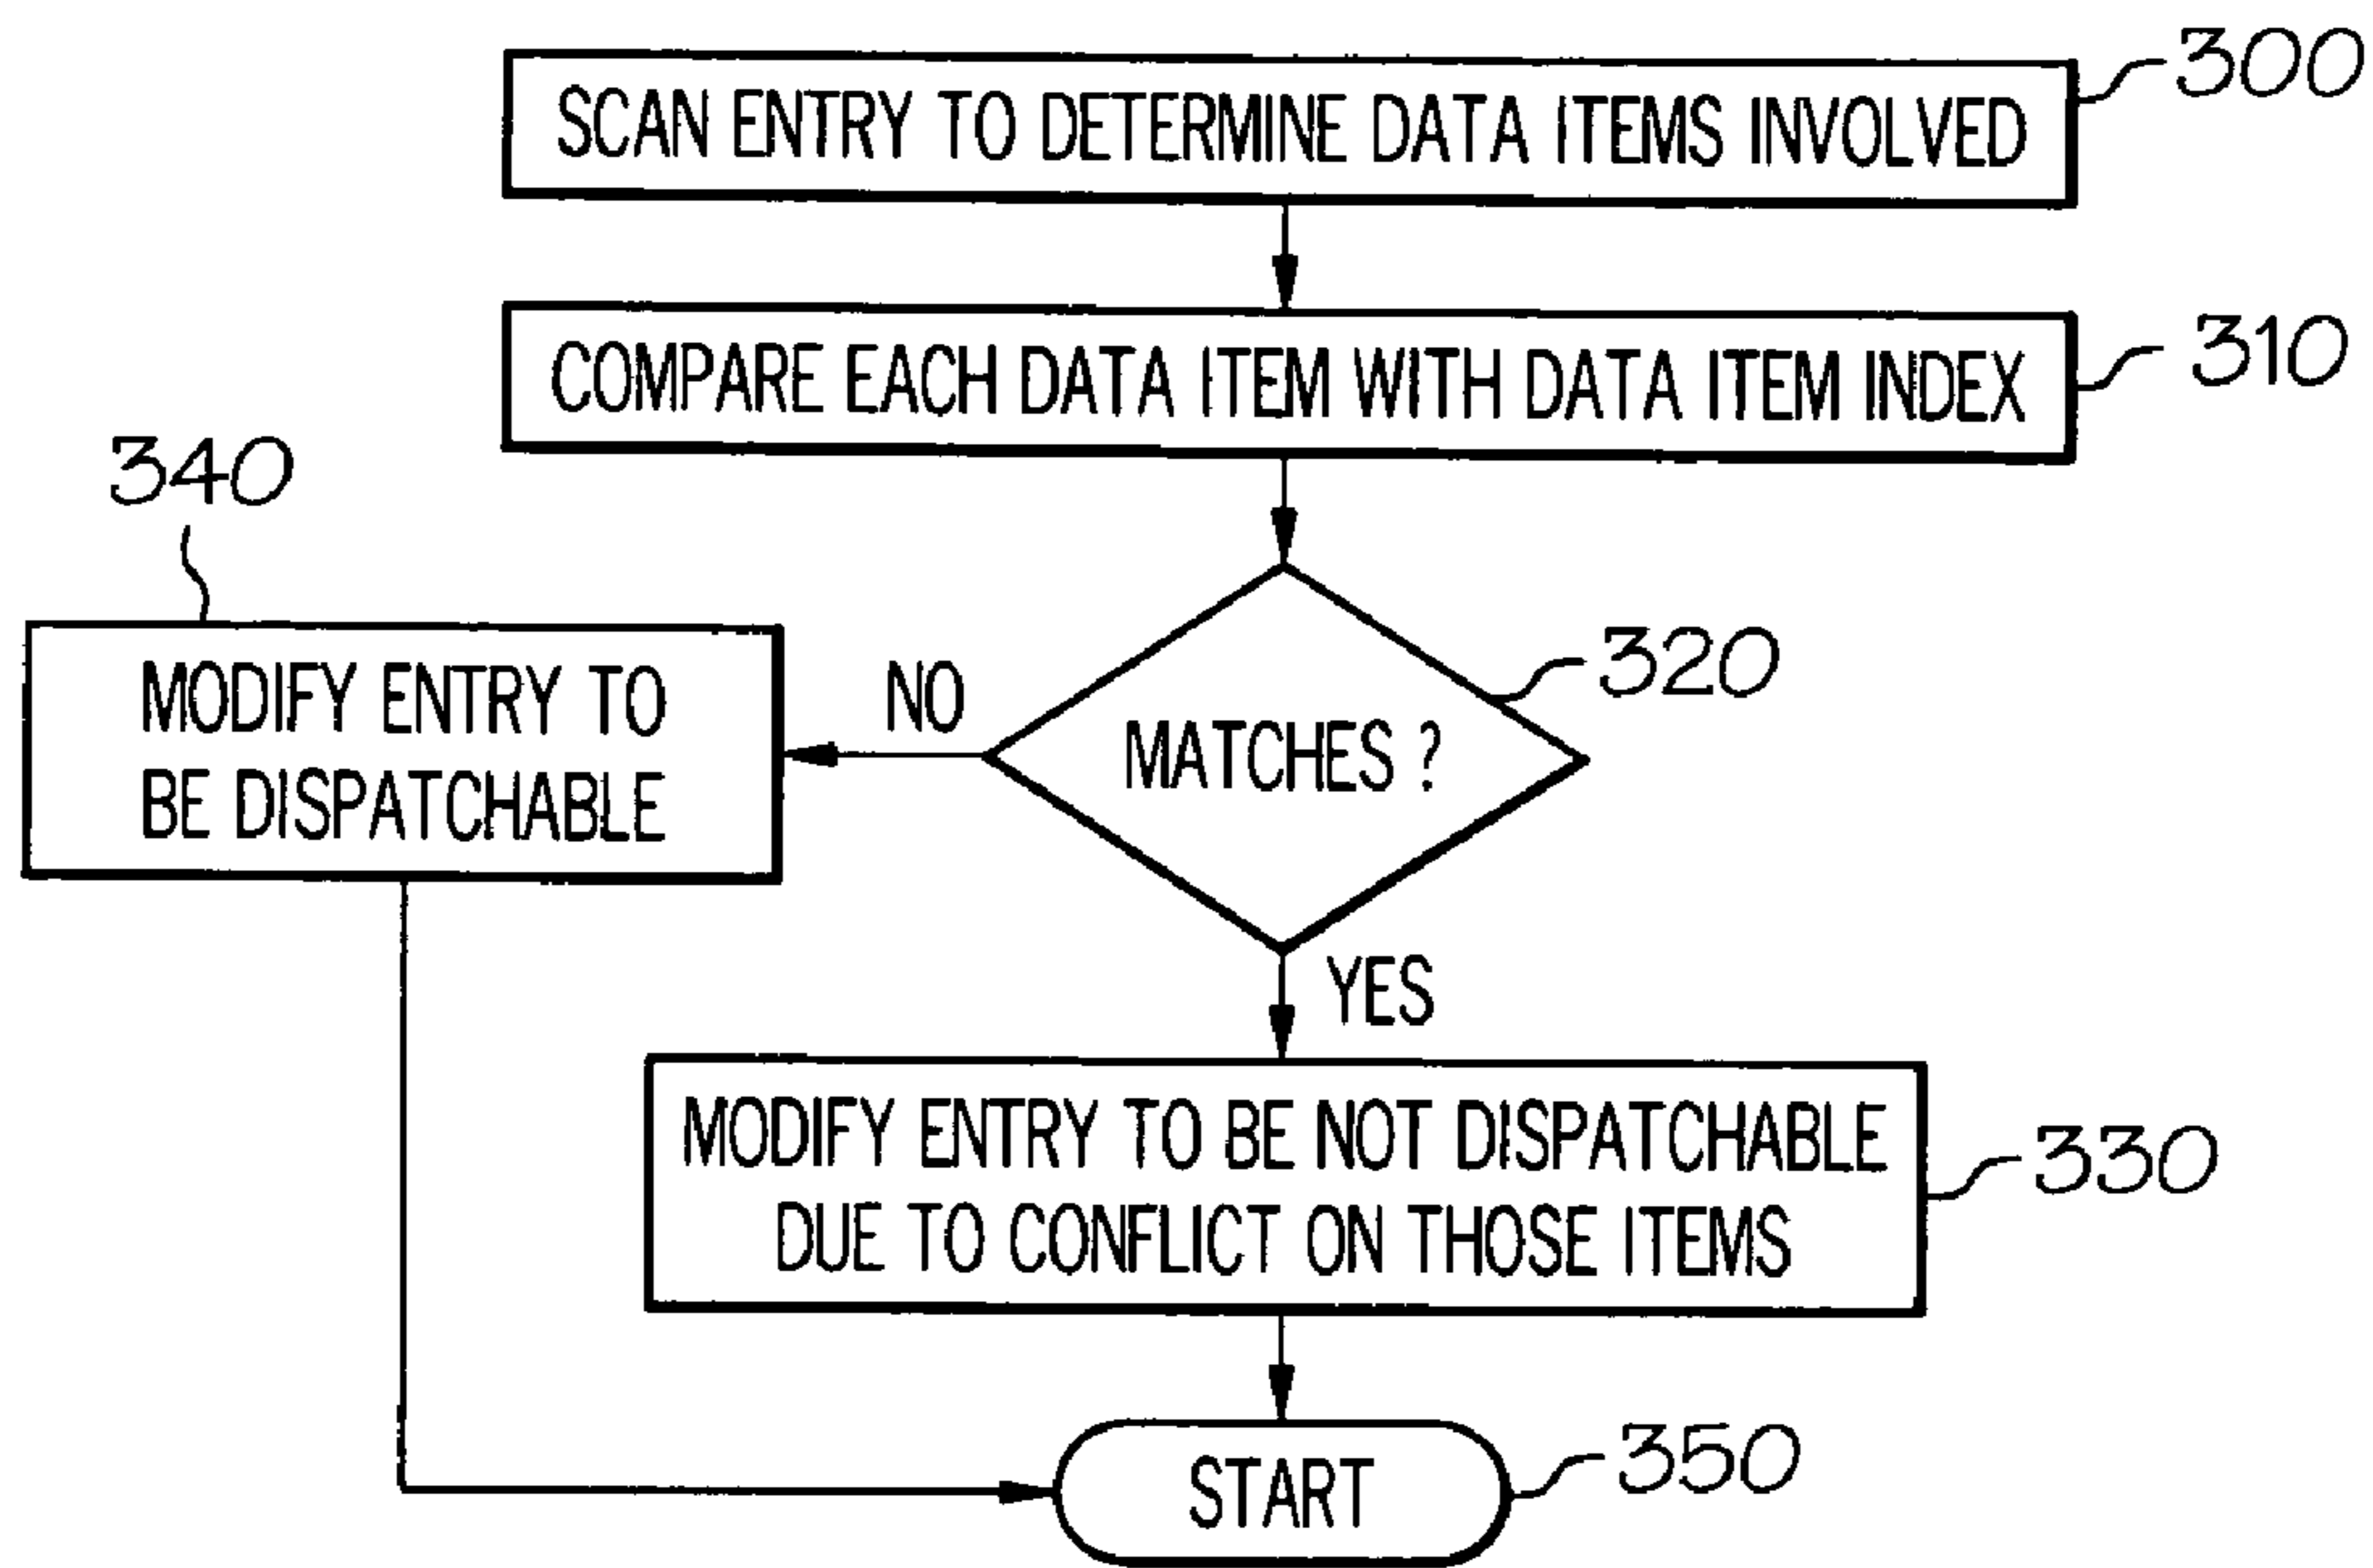 300
SCAN ENTRY TO DETERMINE DATA ITEMS INVOLVED
310
COMPARE EACH DATA ITEM WITH DATA ITEM INDEX
340
320
MODIFY ENTRY TO
BE DISPATCHABLE
NO
MATCHES ?
YES
MODIFY ENTRY TO BE NOT DISPATCHABLE
DUE TO CONFLICT ON THOSE ITEMS
330
START
350